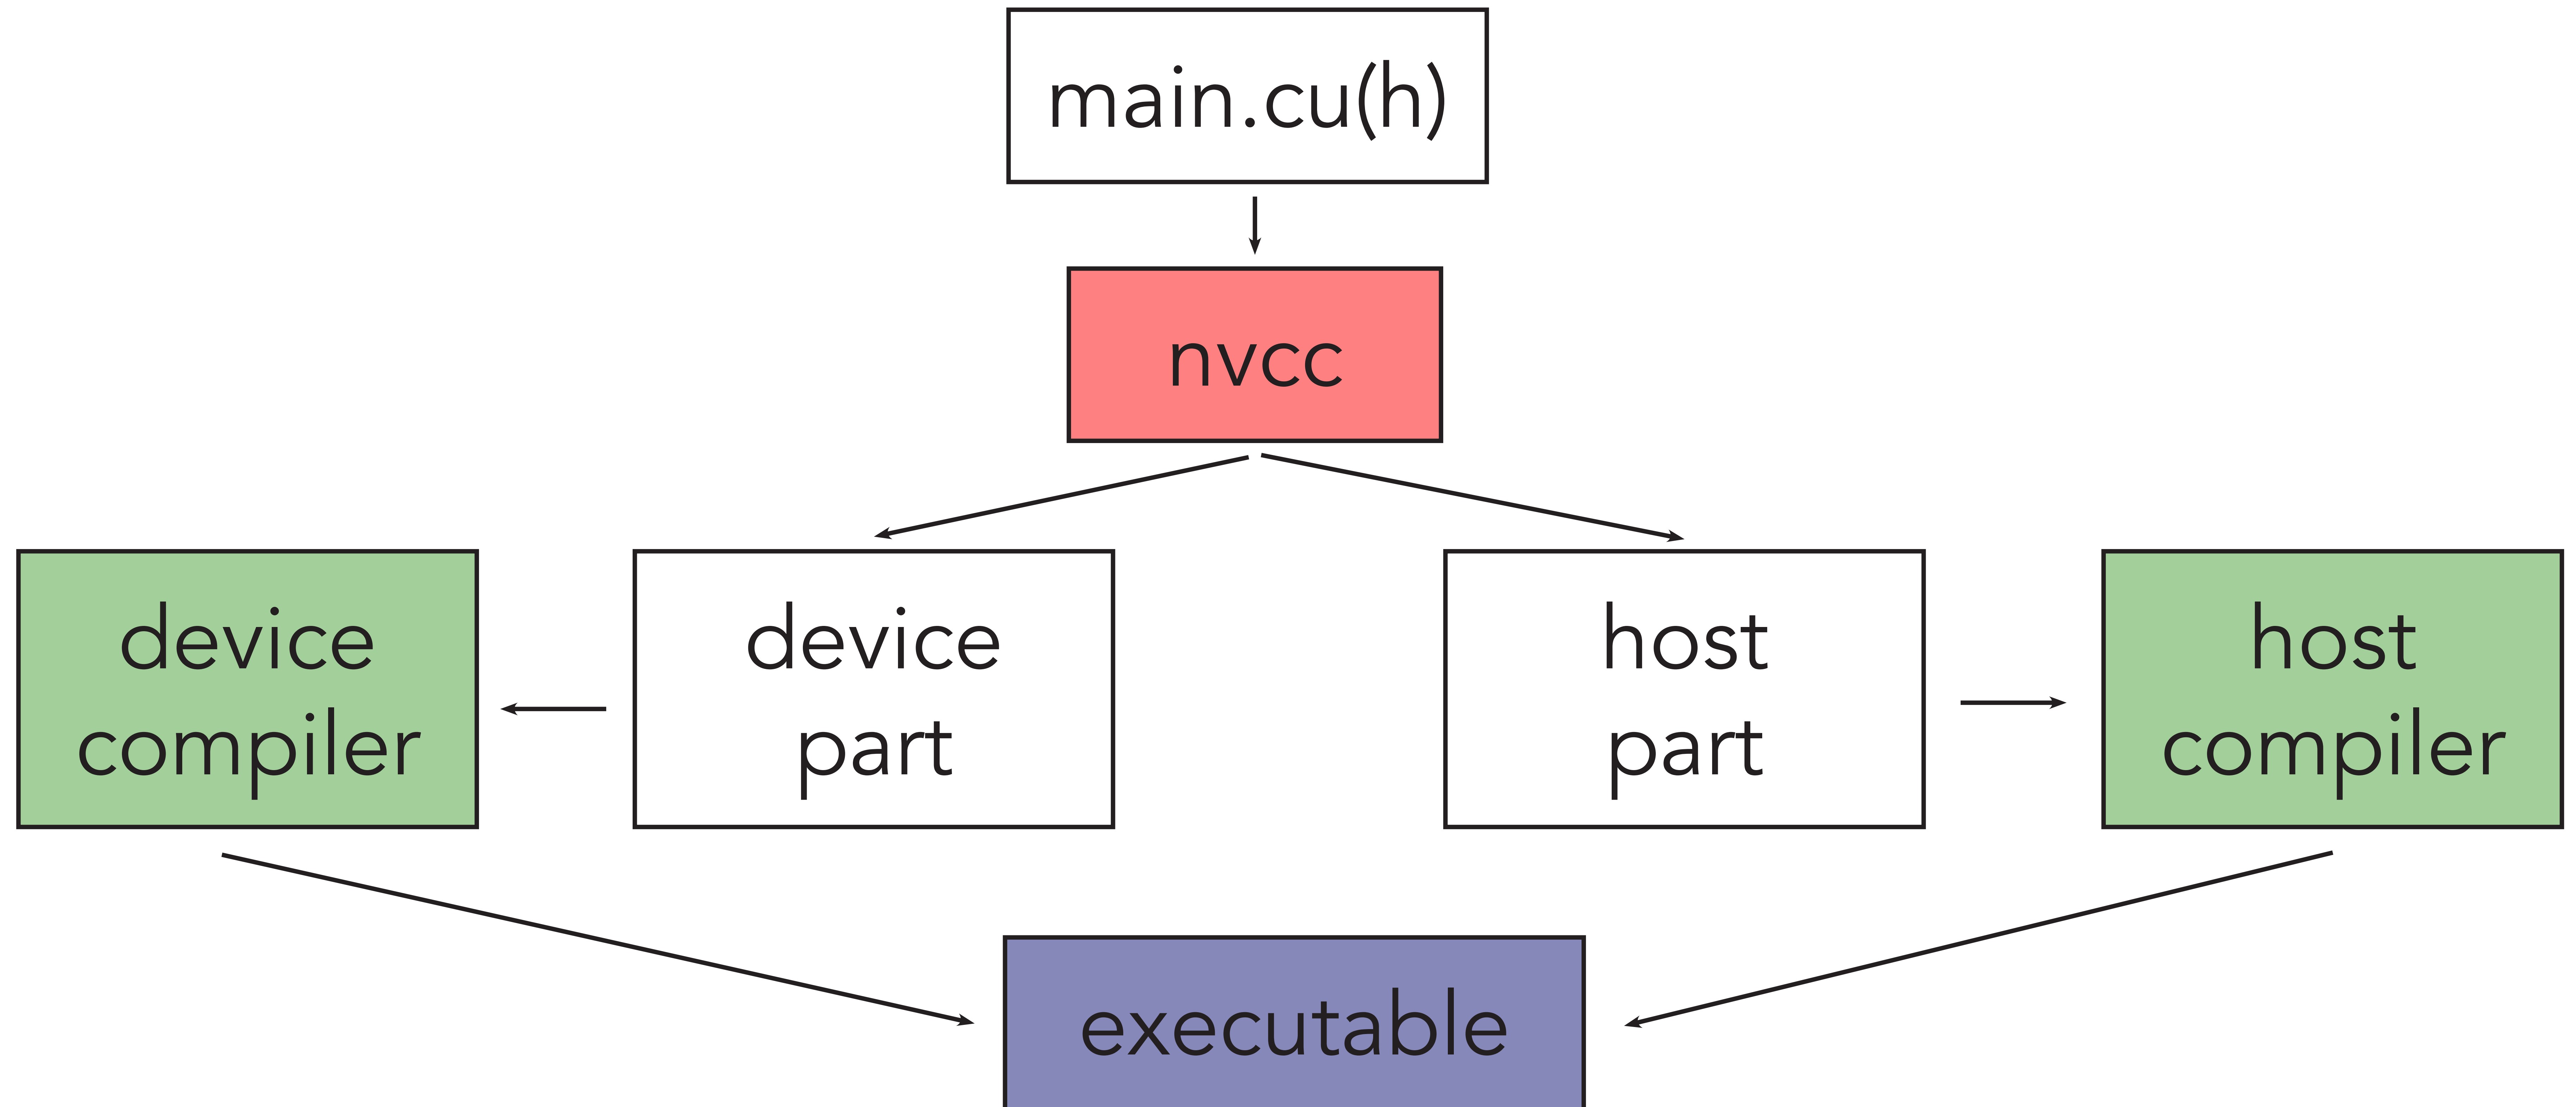 main.cu(h)
nvcc
device
compiler
device
part
host
part
host
compiler
executable